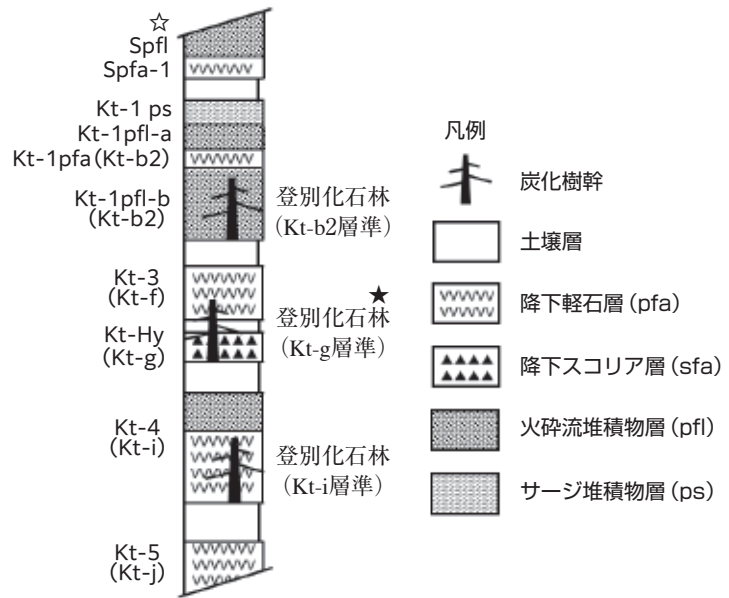 ☆
Spfl
Spfa-1
Kt-1 ps
Kt-1pfl-a
Kt-1pfa(Kt-b2)
Kt-1pfl-b
(Kt-b2)
登別化石林
(Kt-b2層準)
Kt-3
(Kt-f)
★
登別化石林
(Kt-g層準)
Kt-Hy
(Kt-g)
Kt-4
(Kt-i)
登別化石林
(Kt-i層準)
Kt-5
(Kt-j)
凡例
炭化樹幹
土壌層
降下軽石層(pfa)
降下スコリア層(sfa)
火砕流堆積物層(pfl)
サージ堆積物層(ps)